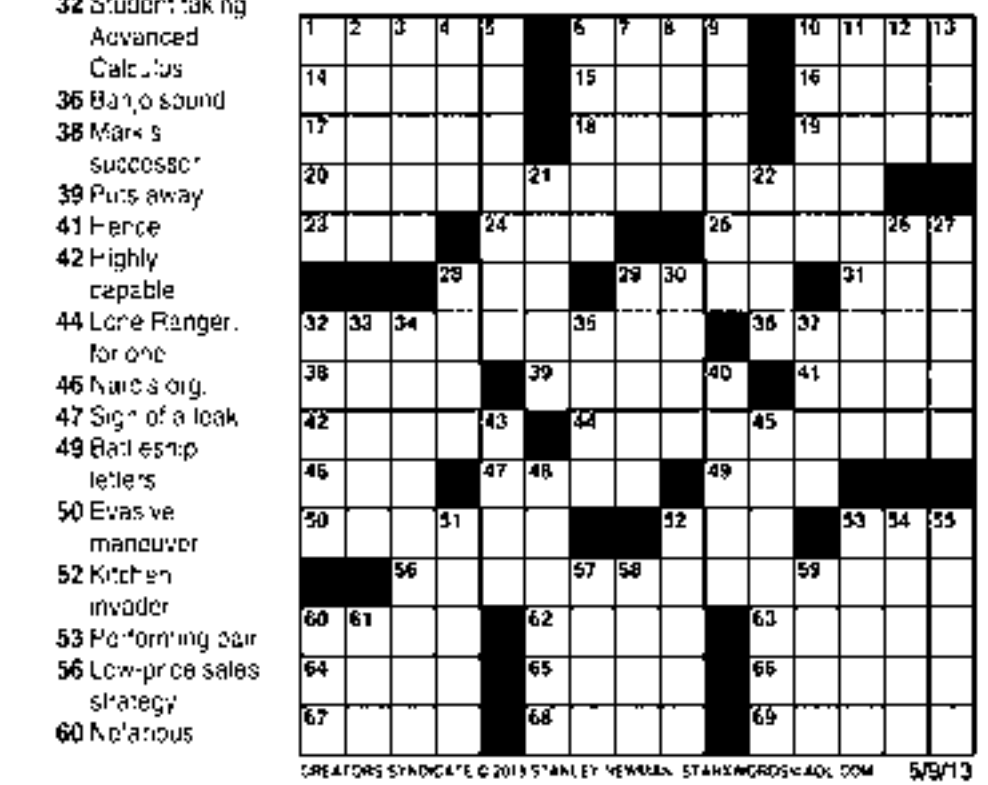 32 Student taking
Advanced
Calculus
36 Banjo sound
38 Mark's
successor
39 Puts away
41 Hence
42 Highly
capable
44 Lone Ranger,
for one
46 Narc's org.
47 Sign of a leak
49 Battleship
letters
50 Evasive
maneuver
52 Kitchen
invader
53 Performing pair
56 Low-price sales
strategy
60 Nefarious
1 2 3 4 5 6 7 8 9 10 11 12 13
14 15 16
17 18 19
20 21 22
23 24 25 26 27
28 29 30 31
32 33 34 35 36 37
38 39 40 41
42 43 44 45
46 47 48 49
50 51 52 53 54 55
56 57 58 59
60 61 62 63
64 65 66
67 68 69
CREATORS SYNDICATE © 2013 STANLEY NEWMAN STANXWORDS@AOL.COM 5/9/13